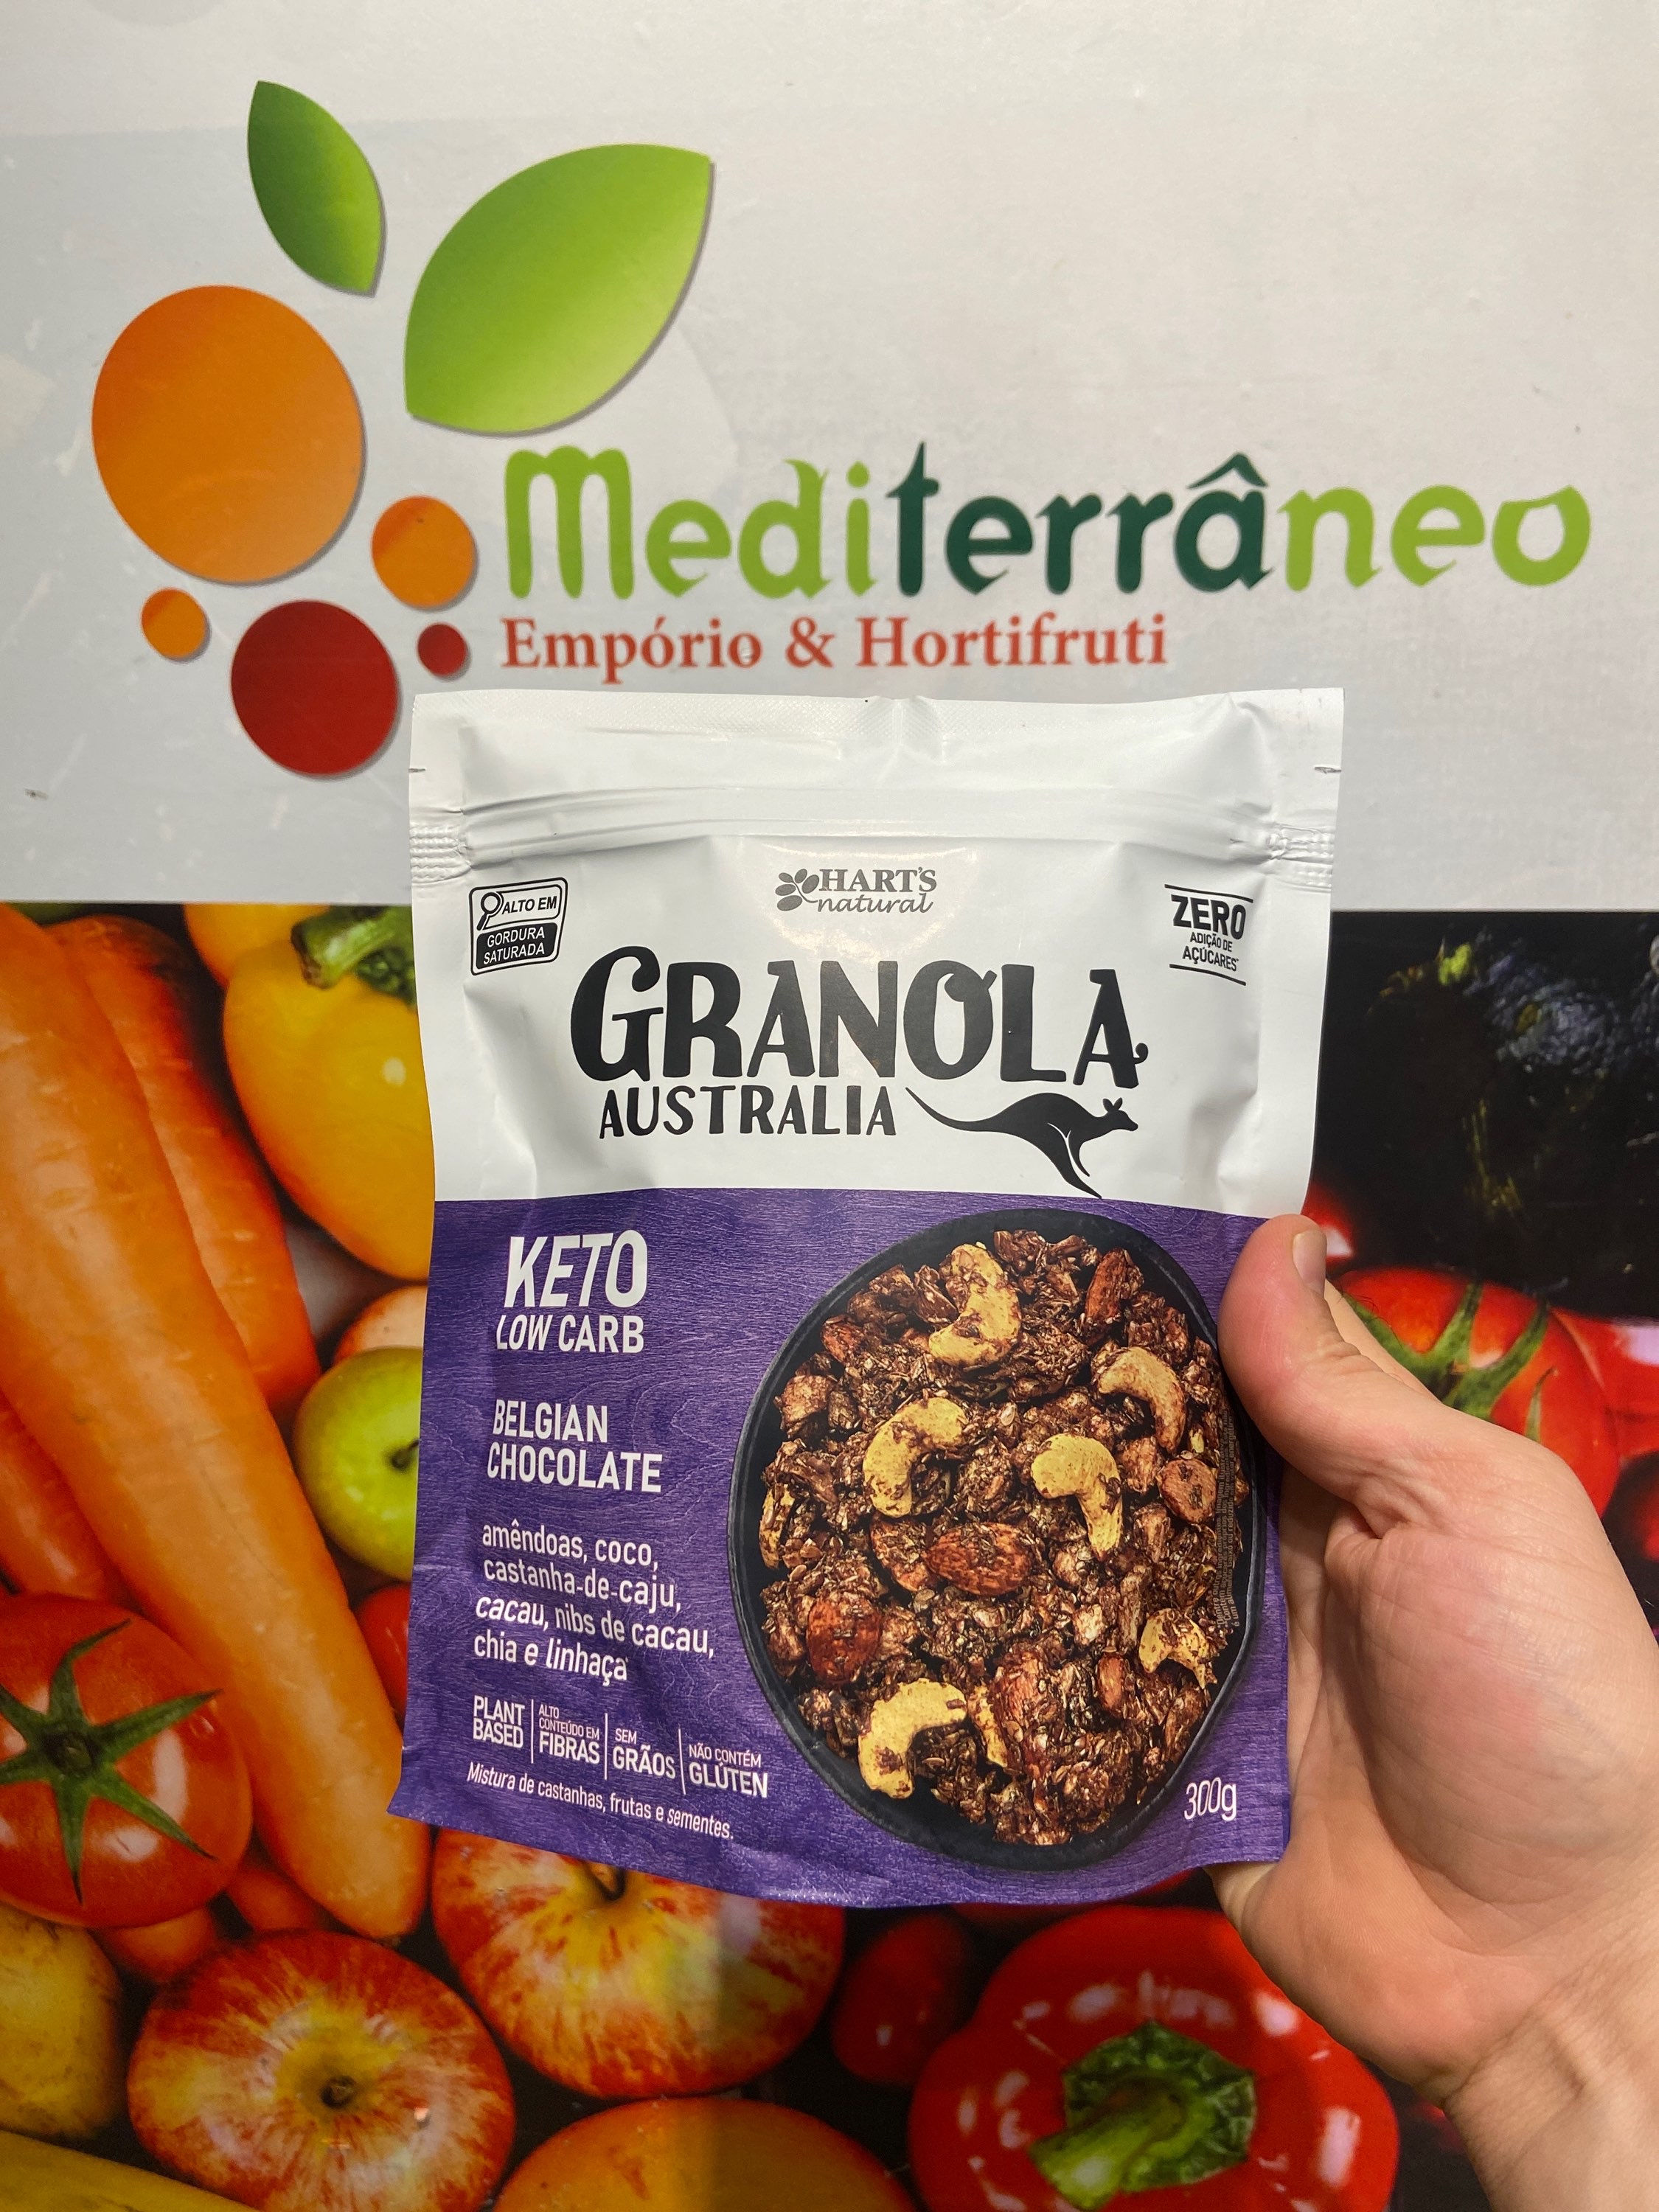 Mediterrâneo
Empório & Hortifruti
HART'S
natural
ALTO EM
GORDURA
SATURADA
ZERO
ADIÇÃO DE
AÇÚCARES*
GRANOLA
AUSTRALIA
KETO
LOW CARB
BELGIAN
CHOCOLATE
amêndoas, coco,
castanha-de-caju,
cacau, nibs de cacau,
chia e linhaça
PLANT
BASED
ALTO
CONTEÚDO EM
FIBRAS
SEM
GRÃOS
NÃO CONTÉM
GLÚTEN
Mistura de castanhas, frutas e sementes.
300g